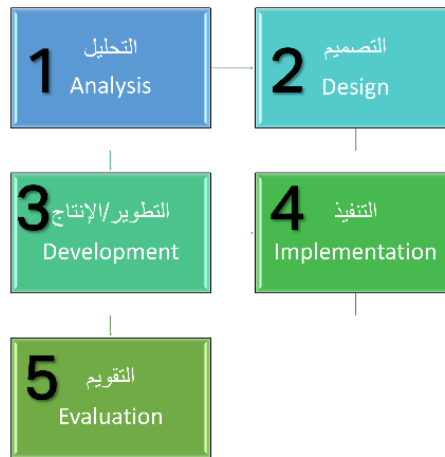 1
التحليل
Analysis
2
التصميم
Design
3
التطوير/الإنتاج
Development
4
التنفيذ
Implementation
5
التقويم
Evaluation